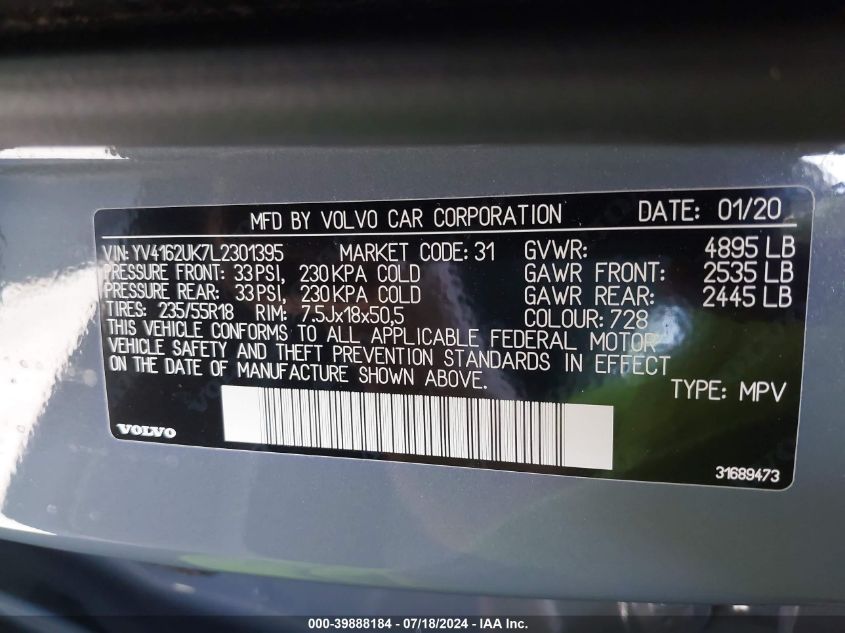 MFD BY VOLVO CAR CORPORATION DATE: 01/20
VIN: YV4162UK7L2301395 MARKET CODE: 31 GVWR: 4895 LB
PRESSURE FRONT: 33 PSI, 230 KPA COLD GAWR FRONT: 2535 LB
PRESSURE REAR: 33 PSI, 230 KPA COLD GAWR REAR: 2445 LB
TIRES: 235/55R18 RIM: 7.5Jx18x50,5 COLOUR: 728
THIS VEHICLE CONFORMS TO ALL APPLICABLE FEDERAL MOTOR
VEHICLE SAFETY AND THEFT PREVENTION STANDARDS IN EFFECT
ON THE DATE OF MANUFACTURE SHOWN ABOVE.
TYPE: MPV
VOLVO
31689473
000-39888184 - 07/18/2024 - IAA Inc.